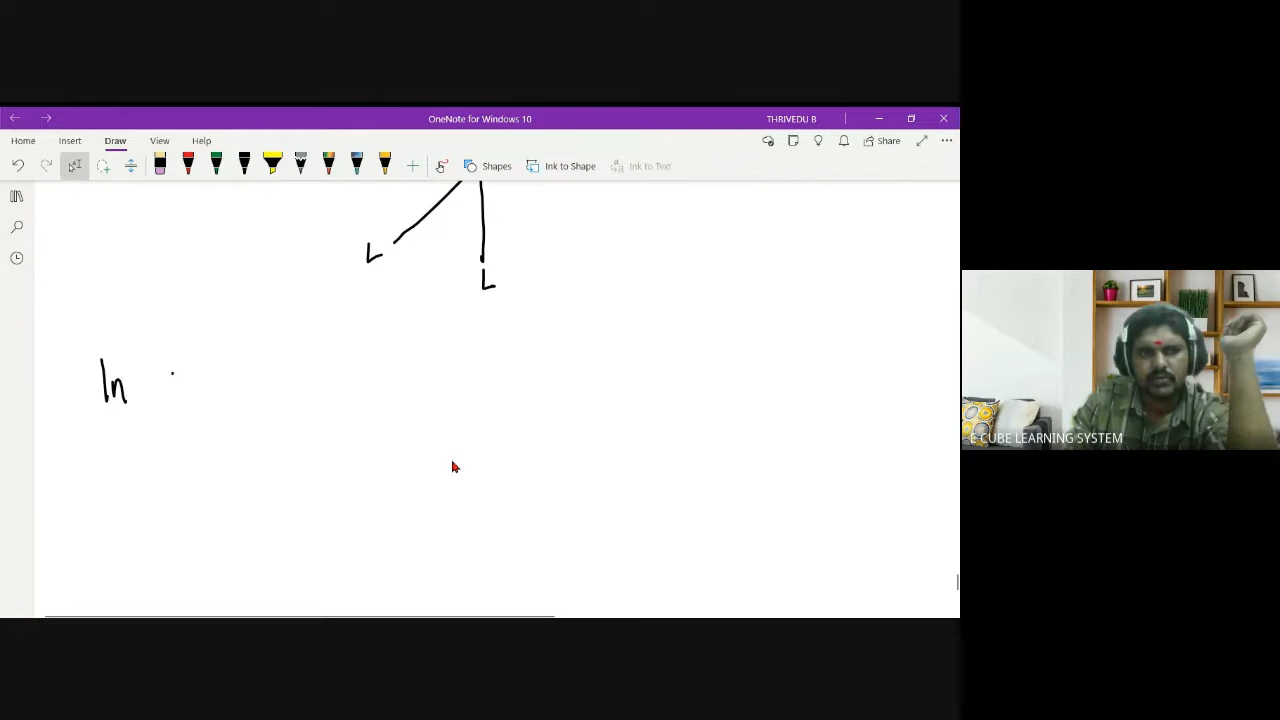 OneNote for Windows 10
THRIVEDU B
Home Insert Draw View Help
Share
Shapes
Ink to Shape
Ink to Text
L
L
In
E CUBE LEARNING SYSTEM